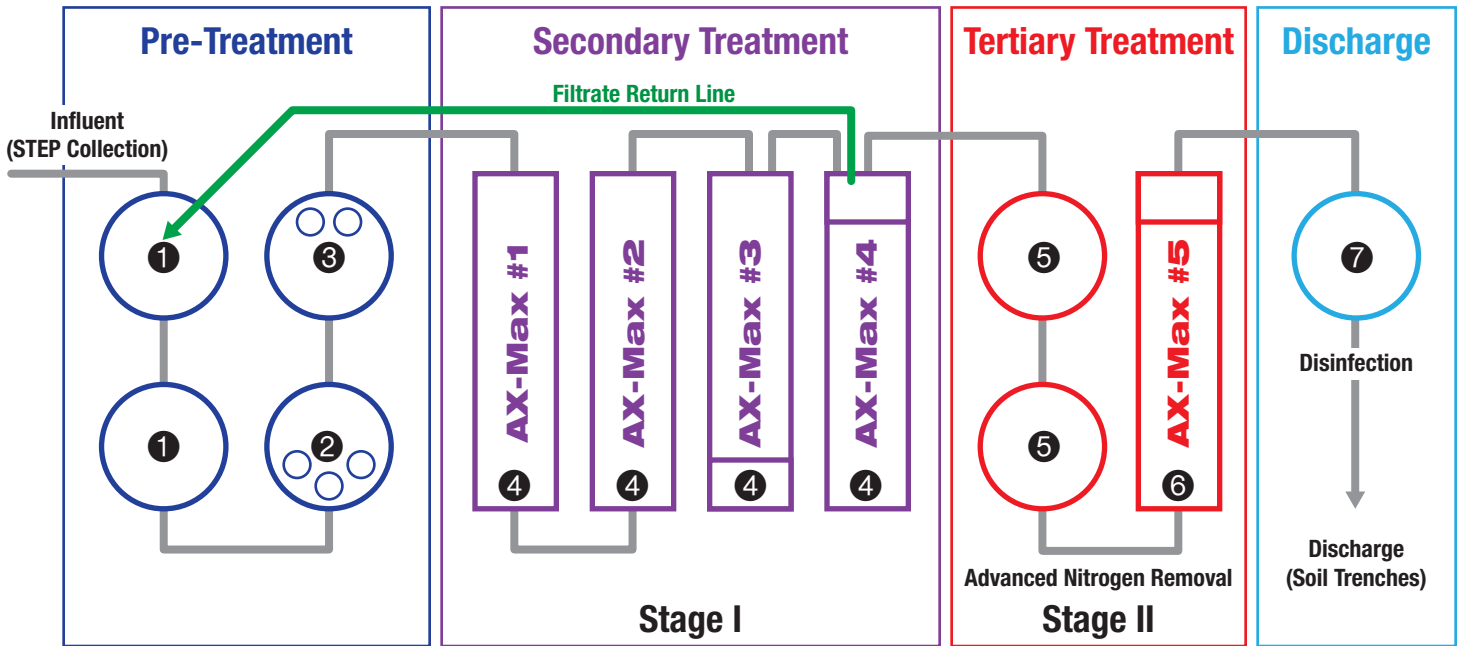 Pre-Treatment
Secondary Treatment
Tertiary Treatment
Discharge
Filtrate Return Line
Influent
(STEP Collection)
1
3
AX-Max #1
AX-Max #2
AX-Max #3
AX-Max #4
5
AX-Max #5
7
Disinfection
1
2
4
4
4
4
5
6
Advanced Nitrogen Removal
Discharge
(Soil Trenches)
Stage I
Stage II